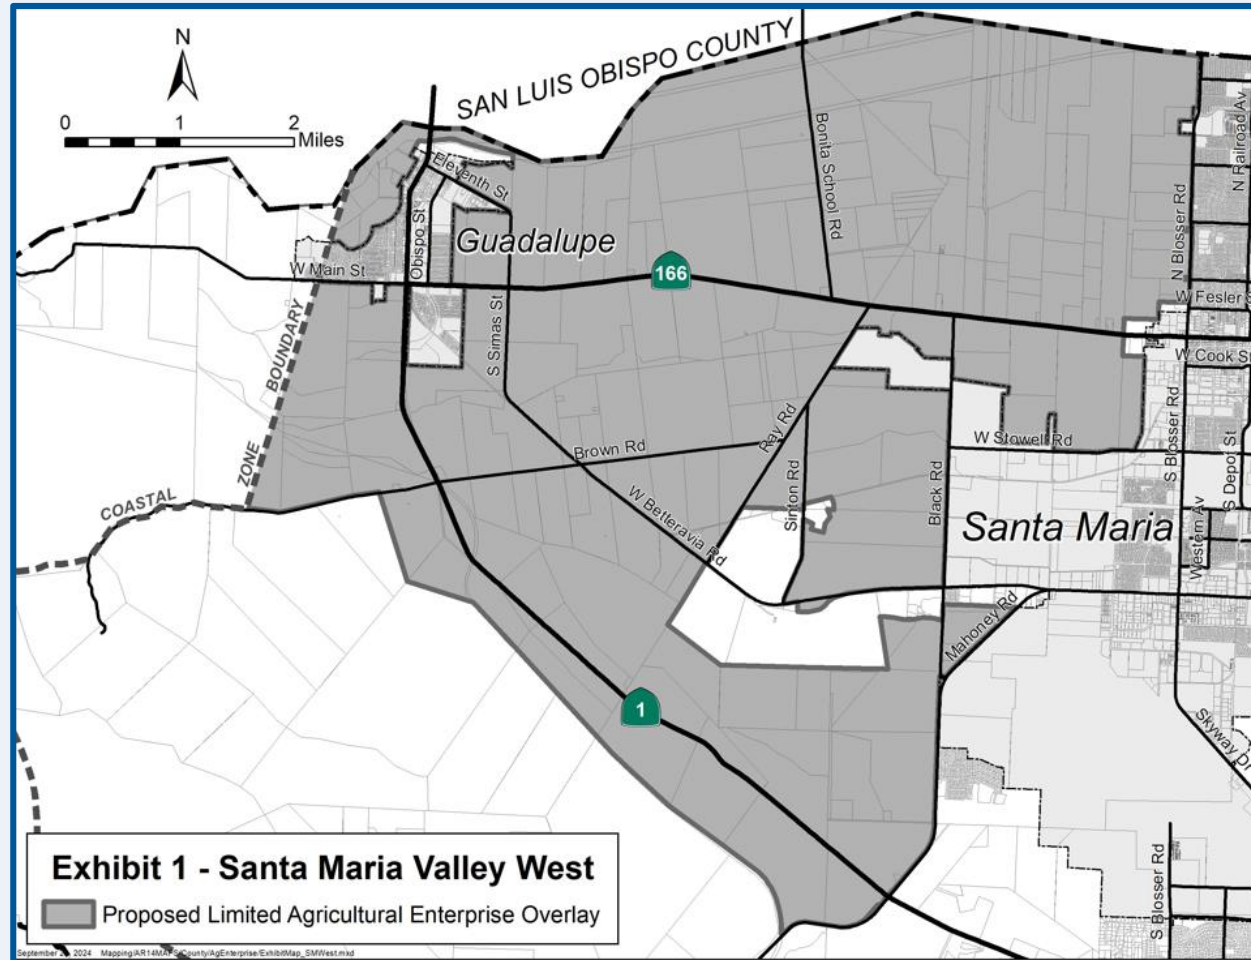 N
SAN LUIS OBISPO COUNTY
0 1 2
Miles
Bonita School Rd
N Railroad Av
Eleventh St
Obispo St
Guadalupe
N Blosser Rd
W Main St
166
W Fesler
S Simas St
W Cook St
BOUNDARY
ZONE
COASTAL
Ray Rd
Brown Rd
W Stowell Rd
S Blosser Rd
S Depot St
Sinton Rd
Black Rd
W Betteravia Rd
Santa Maria
Western Av
Mahoney Rd
1
Skyway Dr
S Blosser Rd
Exhibit 1 - Santa Maria Valley West
Proposed Limited Agricultural Enterprise Overlay